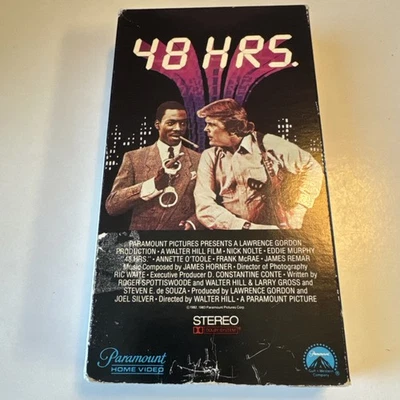 48 HRS.
PARAMOUNT PICTURES PRESENTS A LAWRENCE GORDON
PRODUCTION • A WALTER HILL FILM • NICK NOLTE • EDDIE MURPHY
"48 HRS." • ANNETTE O'TOOLE • FRANK McRAE • JAMES REMAR
Music Composed by JAMES HORNER • Director of Photography
RIC WAITE • Executive Producer D. CONSTANTINE CONTE • Written by
ROGER SPOTTISWOODE and WALTER HILL & LARRY GROSS and
STEVEN E. de SOUZA • Produced by LAWRENCE GORDON and
JOEL SILVER • Directed by WALTER HILL • A PARAMOUNT PICTURE
STEREO
Paramount
HOME VIDEO
Paramount